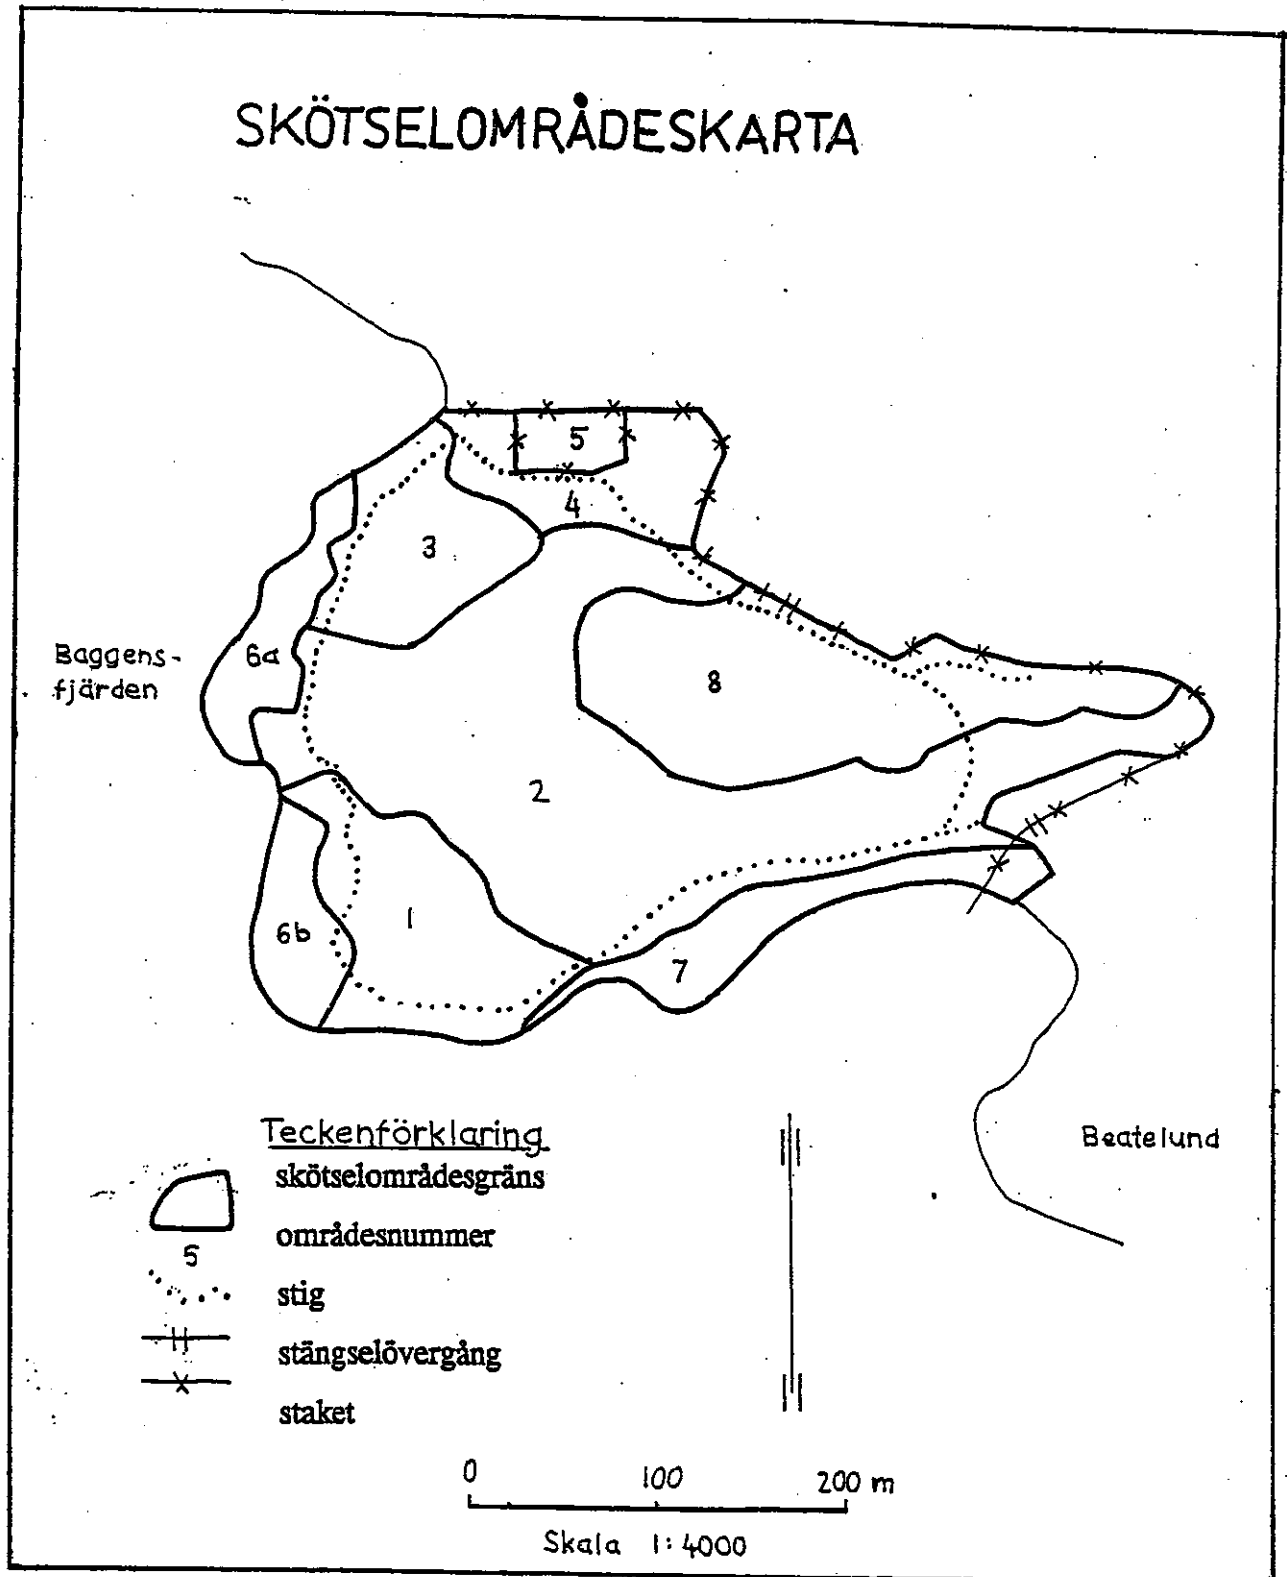 SKÖTSELOMRÅDESKARTA
5
4
3
Baggens-
fjärden
6a
8
2
1
6b
7
Beatelund
Teckenförklaring
skötselområdesgräns
områdesnummer
5
stig
stängselövergång
staket
0 100 200 m
Skala 1:4000